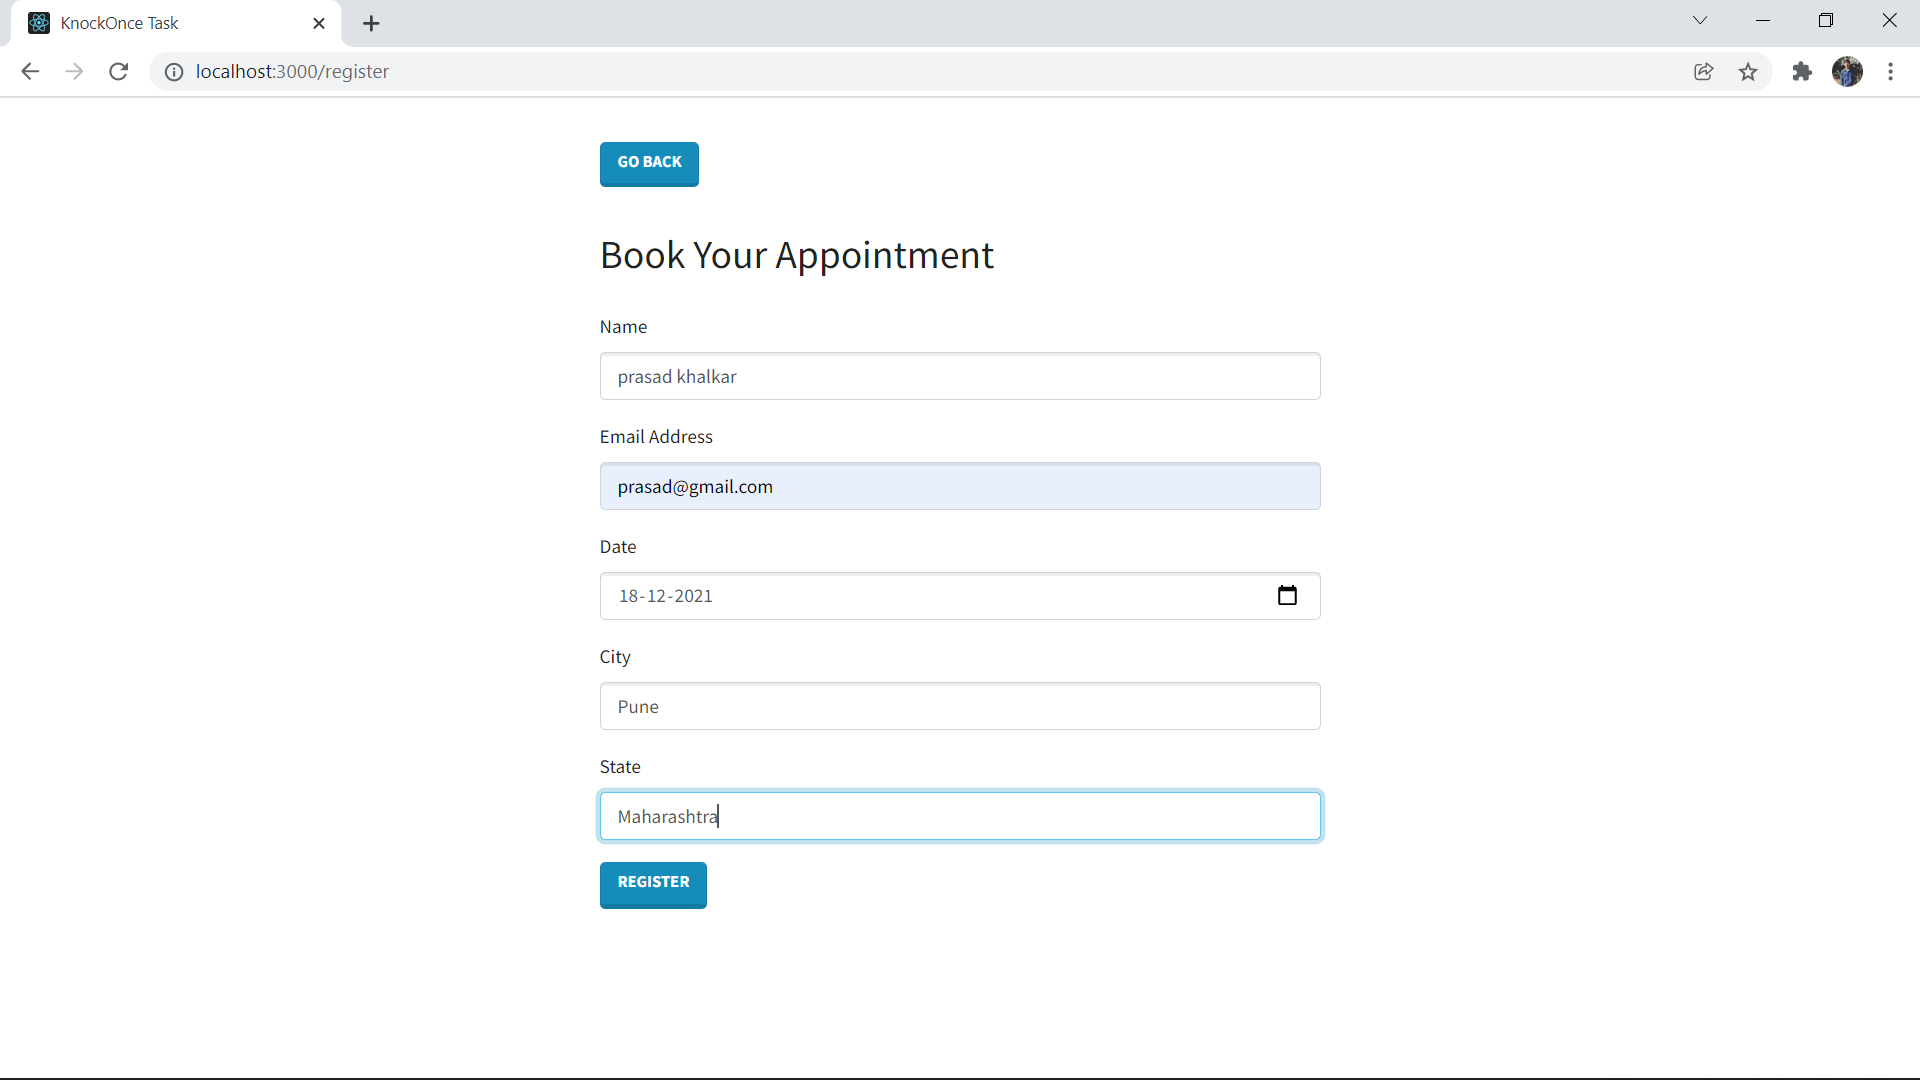 KnockOnce Task
localhost:3000/register
GO BACK
Book Your Appointment
Name
prasad khalkar
Email Address
prasad@gmail.com
Date
18-12-2021
City
Pune
State
Maharashtra
REGISTER